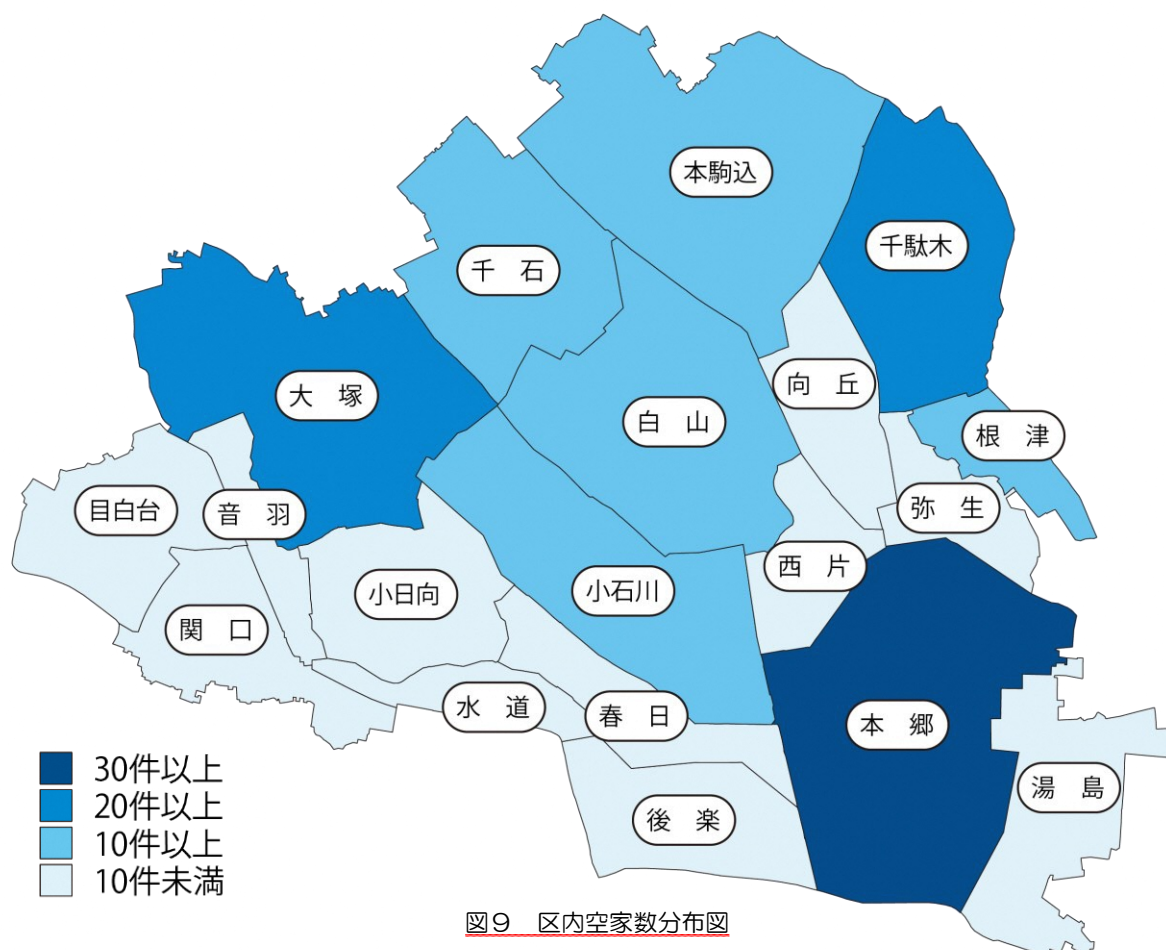 本駒込
千駄木
千　石
向　丘
大　塚
白　山
根　津
目白台
音　羽
弥　生
西　片
小日向
小石川
関　口
水　道
春　日
本　郷
湯　島
後　楽
30件以上
20件以上
10件以上
10件未満
図９　区内空家数分布図